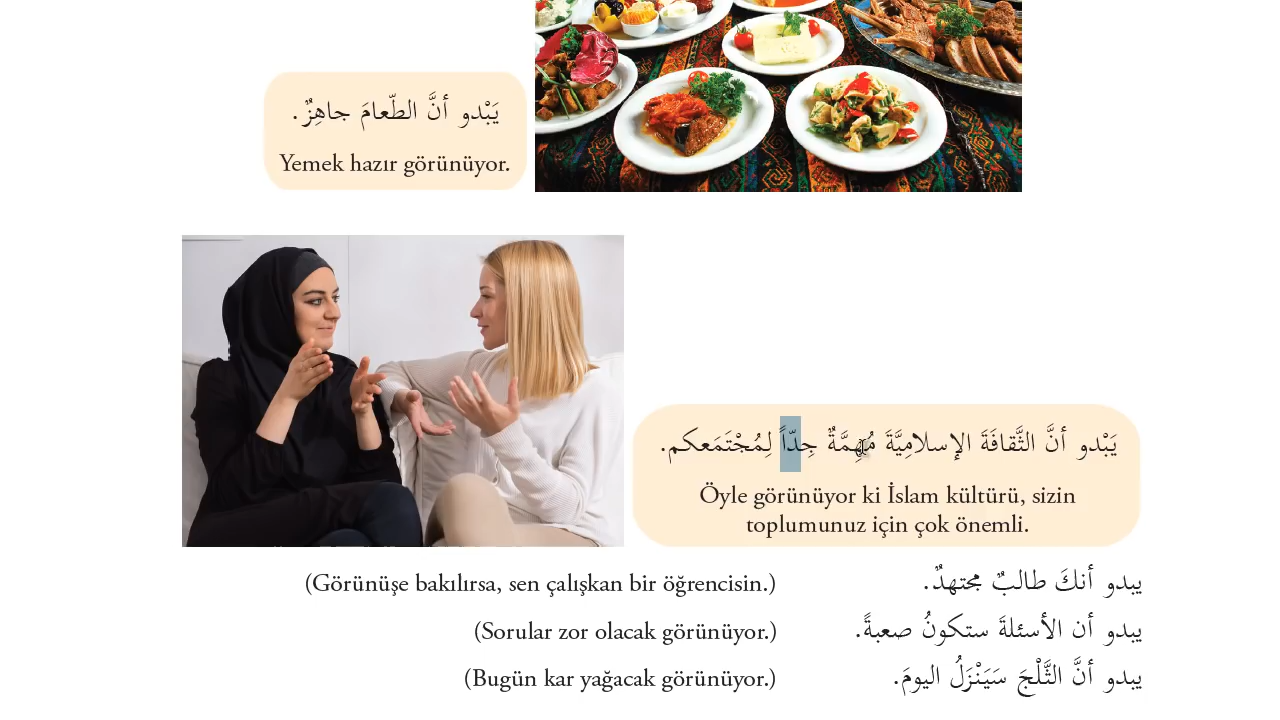 يَبْدو أنَّ الطّعامَ جاهِزٌ.
Yemek hazır görünüyor.
يَبْدو أنَّ الثَّقافَةَ الإسلامِيَّةَ مُهِمَّةٌ جِدّاً لِمُجْتَمَعكم.
Öyle görünüyor ki İslam kültürü, sizin
toplumunuz için çok önemli.
يبدو أنكَ طالبٌ مجتهدٌ. (Görünüşe bakılırsa, sen çalışkan bir öğrencisin.)
يبدو أن الأسئلةَ ستكونُ صعبةً. (Sorular zor olacak görünüyor.)
يبدو أنَّ الثَّلْجَ سَيَنْزَلُ اليومَ. (Bugün kar yağacak görünüyor.)